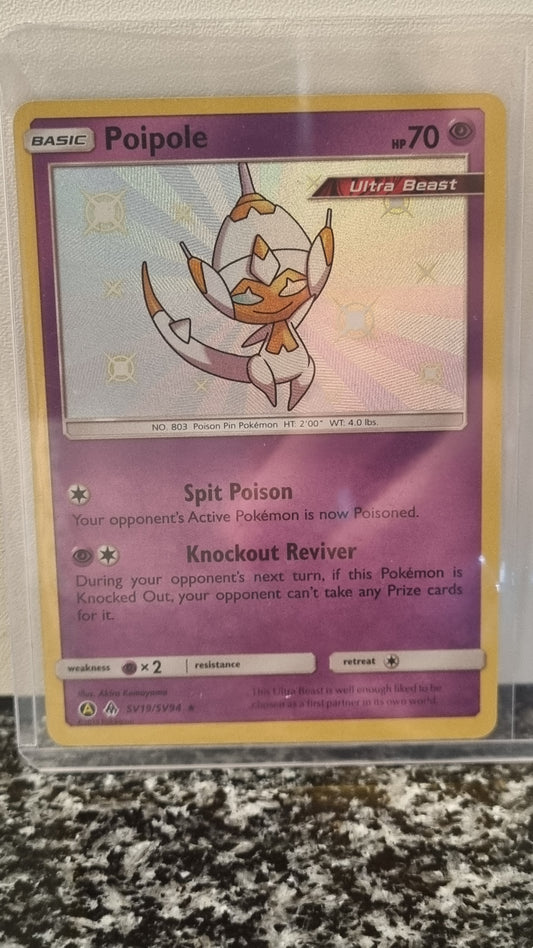 BASIC Poipole HP 70
Ultra Beast
NO. 803 Poison Pin Pokémon HT: 2'00" WT: 4.0 lbs.
Spit Poison
Your opponent's Active Pokémon is now Poisoned.
Knockout Reviver
During your opponent's next turn, if this Pokémon is
Knocked Out, your opponent can't take any Prize cards
for it.
weakness ×2 resistance retreat
Illus. Akira Komayama
This Ultra Beast is well enough liked to be
chosen as a first partner in its own world.
A SV19/SV94